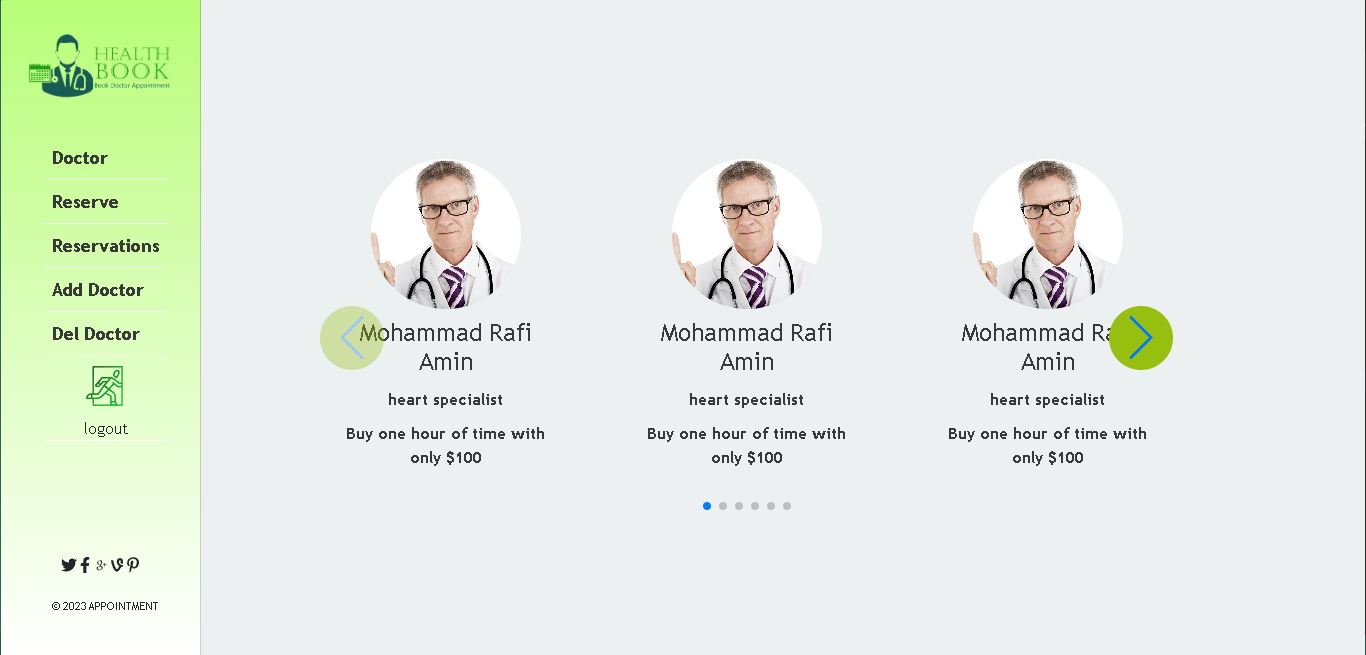 HEALTH
BOOK
Book Doctor Appointment
Doctor
Reserve
Reservations
Add Doctor
Del Doctor
logout
© 2023 APPOINTMENT
Mohammad Rafi
Amin
heart specialist
Buy one hour of time with
only $100
Mohammad Rafi
Amin
heart specialist
Buy one hour of time with
only $100
Mohammad Ra
Amin
heart specialist
Buy one hour of time with
only $100